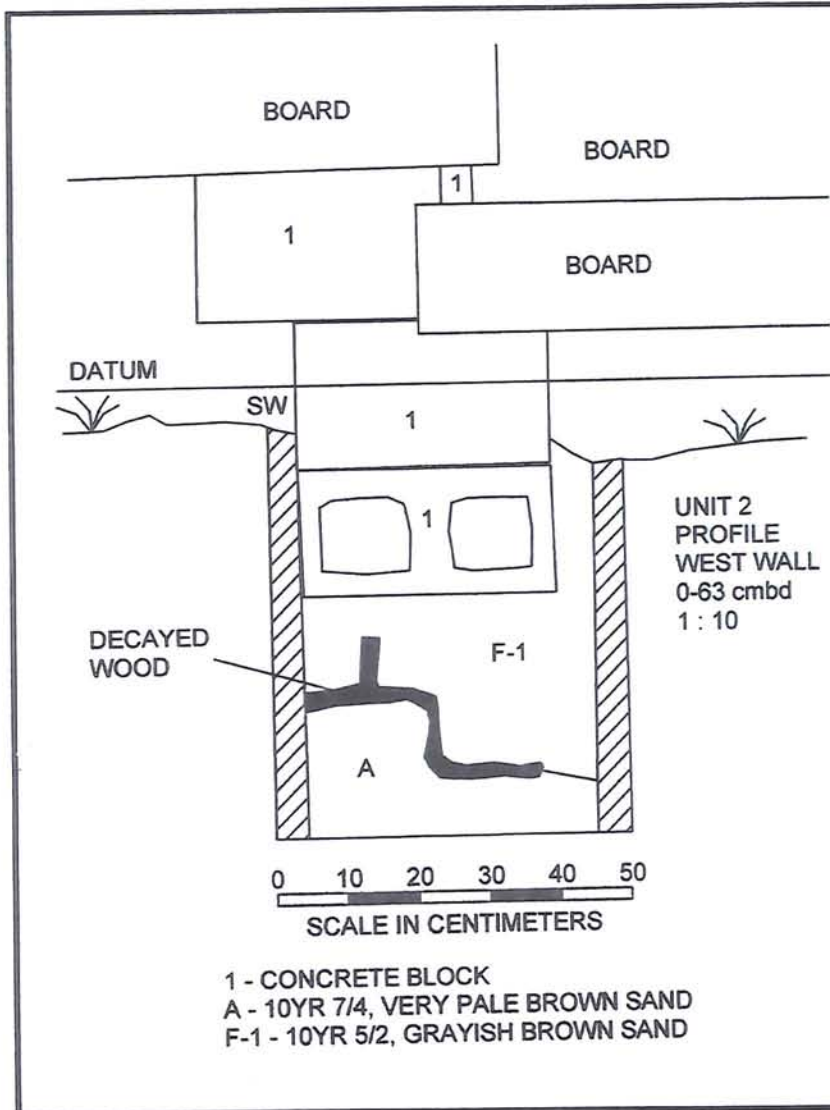 BOARD
BOARD
1
1
BOARD
DATUM
SW
1
1
UNIT 2
PROFILE
WEST WALL
0-63 cmbd
1 : 10
DECAYED
WOOD
F-1
A
0 10 20 30 40 50
SCALE IN CENTIMETERS
1 - CONCRETE BLOCK
A - 10YR 7/4, VERY PALE BROWN SAND
F-1 - 10YR 5/2, GRAYISH BROWN SAND